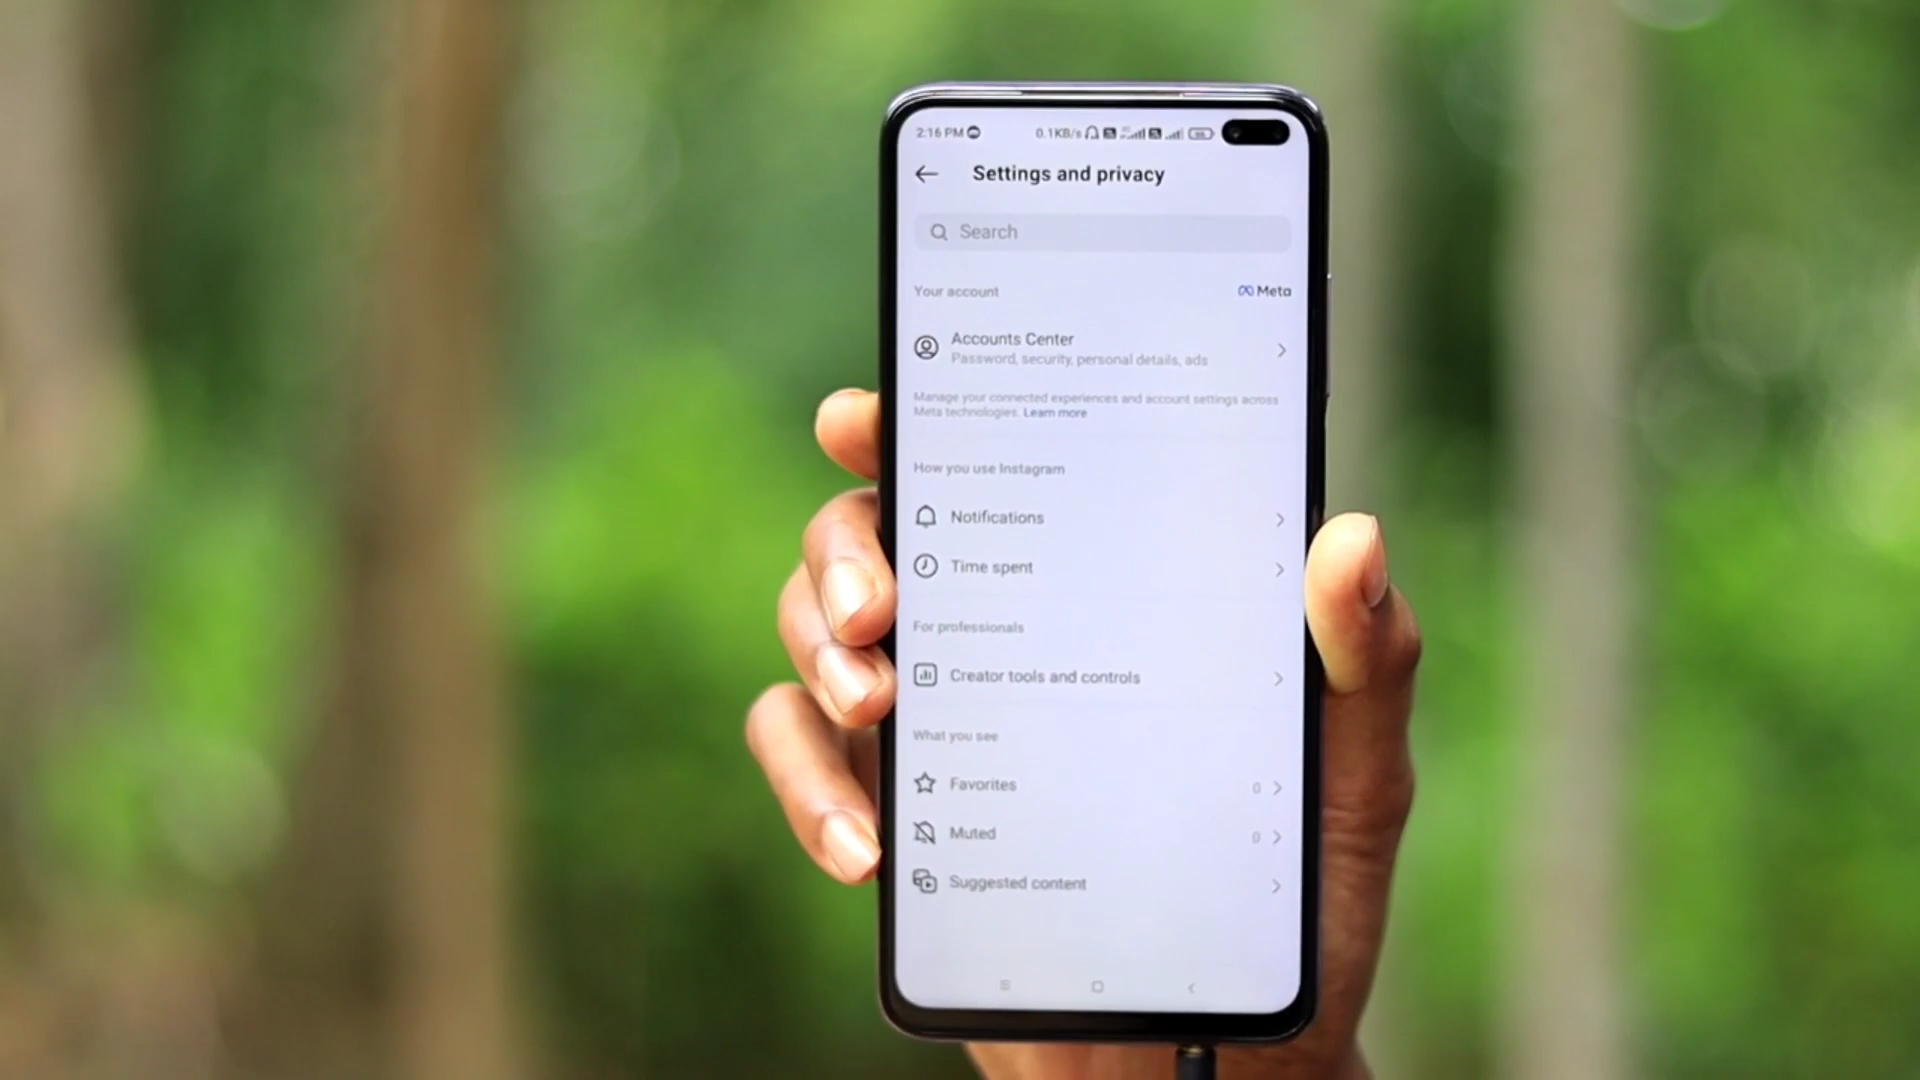 2:16 PM 0.1KB/s
Settings and privacy
Search
Your account Meta
Accounts Center
Password, security, personal details, ads
Manage your connected experiences and account settings across
Meta technologies. Learn more
How you use Instagram
Notifications
Time spent
For professionals
Creator tools and controls
What you see
Favorites 0
Muted 0
Suggested content